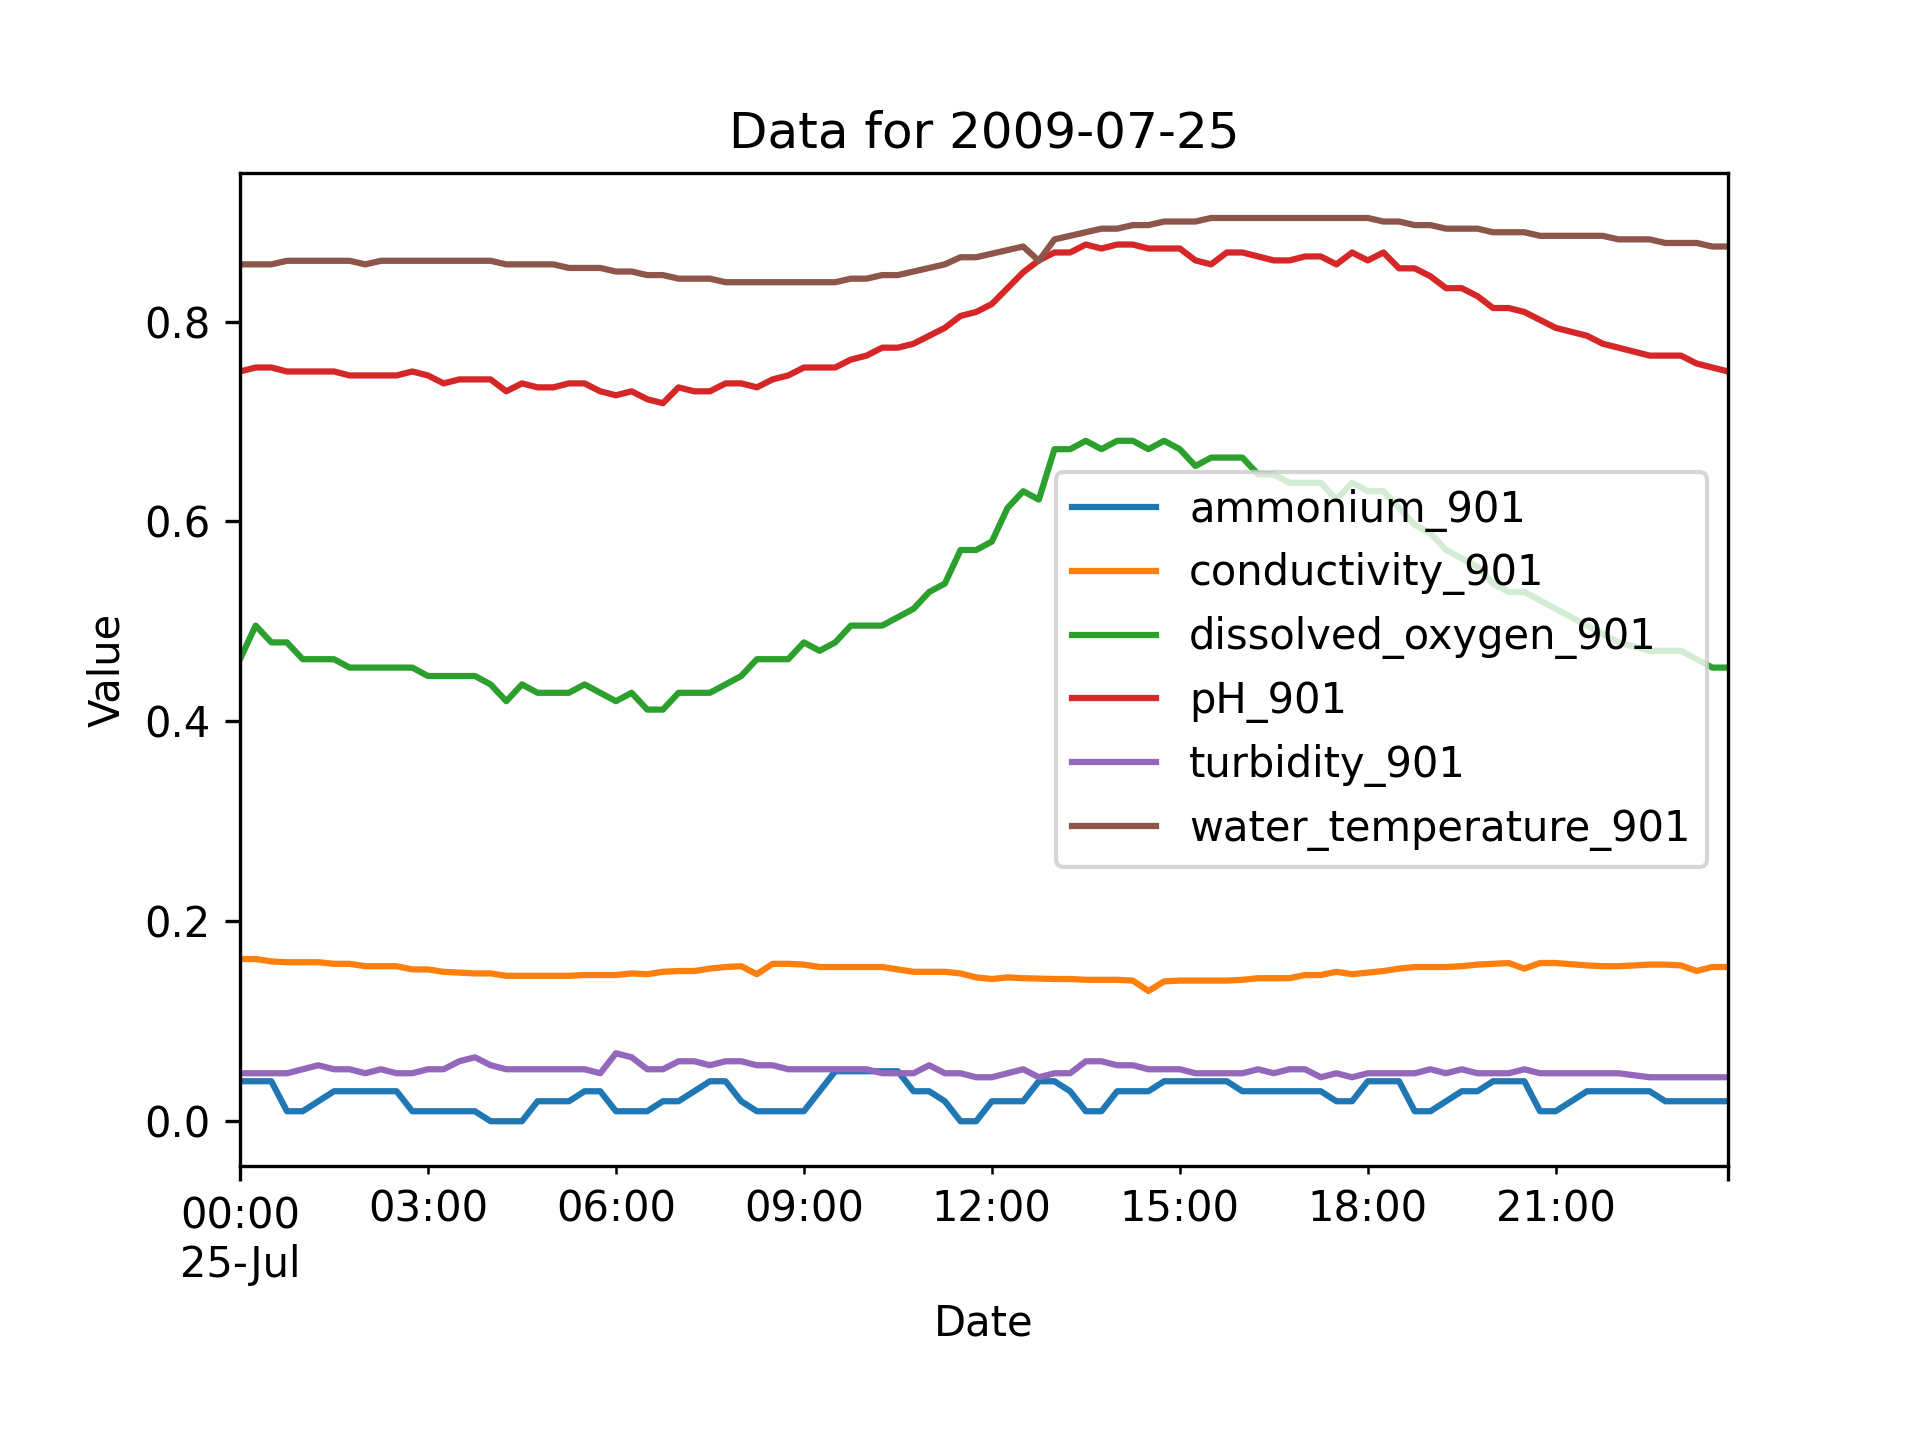 Data for 2009-07-25
Value
0.8
0.6
0.4
0.2
0.0
ammonium_901
conductivity_901
dissolved_oxygen_901
pH_901
turbidity_901
water_temperature_901
00:00 03:00 06:00 09:00 12:00 15:00 18:00 21:00
25-Jul
Date